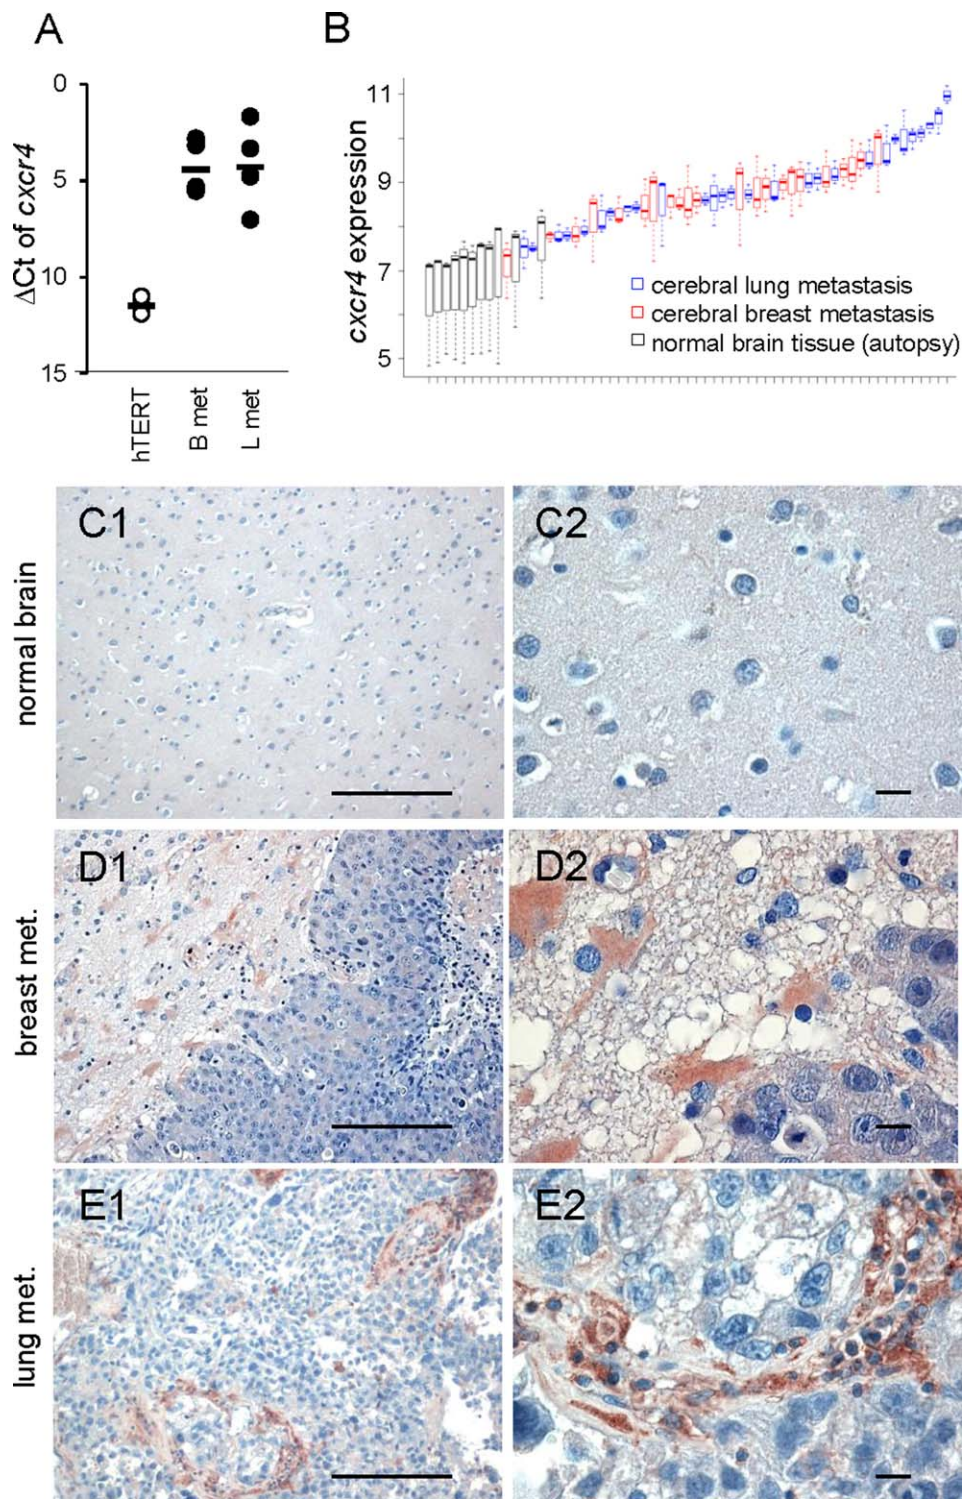 A
B
ΔCt of cxcr4
0
5
10
15
hTERT
B met
L met
cxcr4 expression
11
9
7
5
cerebral lung metastasis
cerebral breast metastasis
normal brain tissue (autopsy)
normal brain
C1
C2
breast met.
D1
D2
lung met.
E1
E2